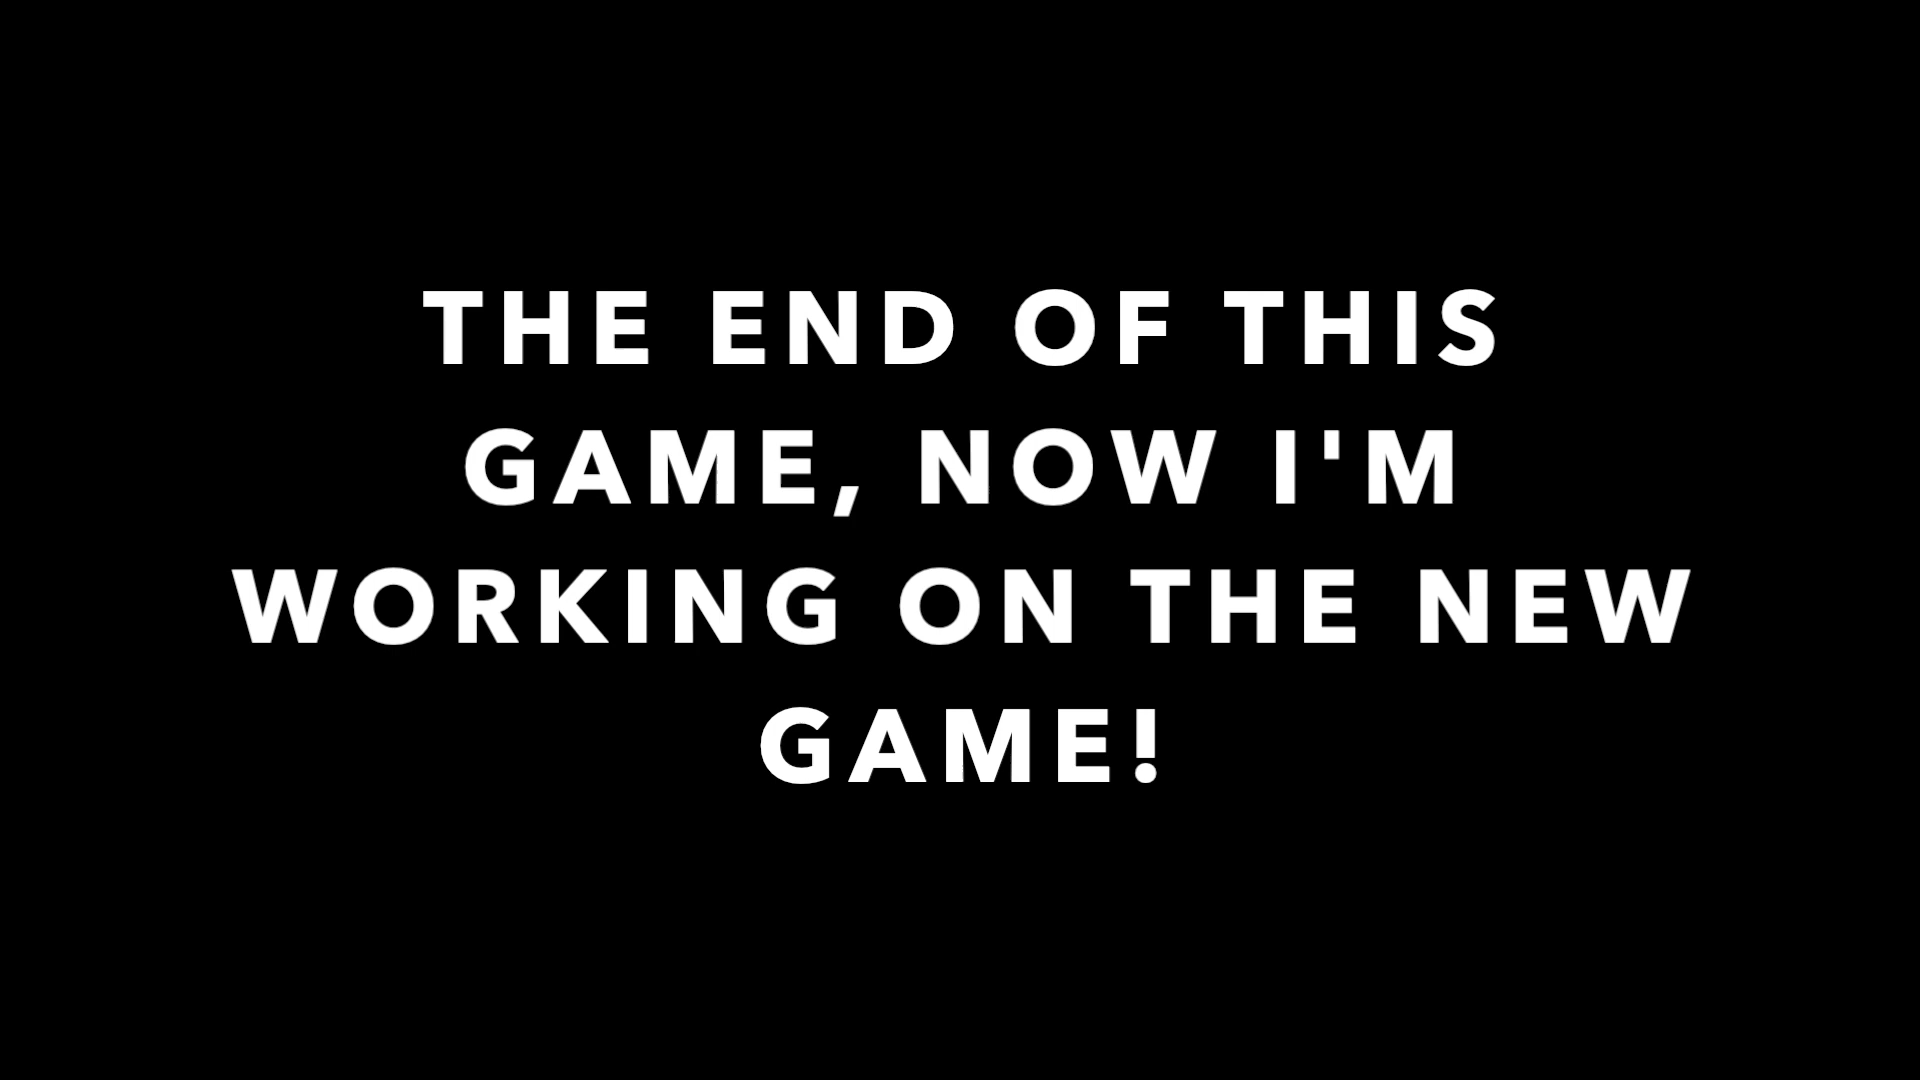 THE END OF THIS
GAME, NOW I'M
WORKING ON THE NEW
GAME!